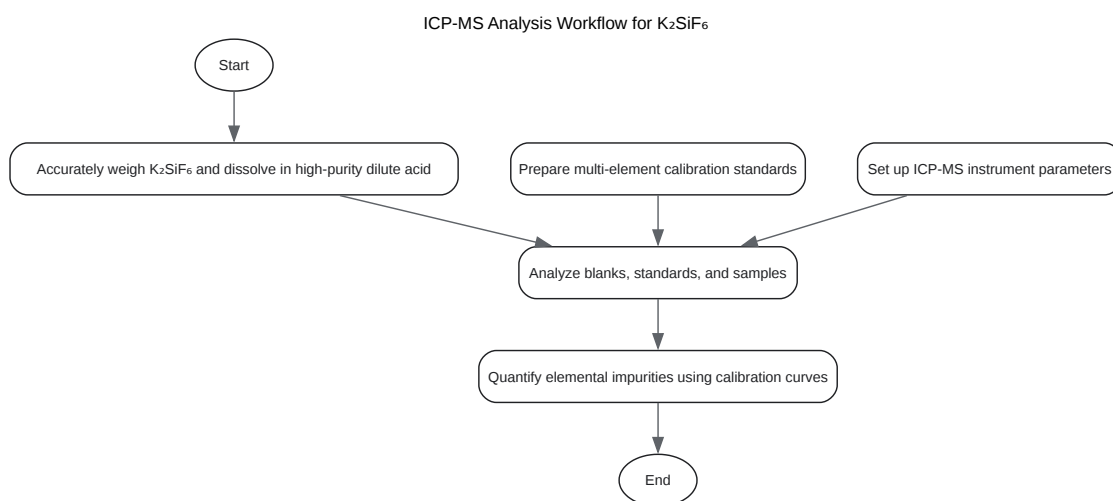 ICP-MS Analysis Workflow for K₂SiF₆
Start
Accurately weigh K₂SiF₆ and dissolve in high-purity dilute acid
Prepare multi-element calibration standards
Set up ICP-MS instrument parameters
Analyze blanks, standards, and samples
Quantify elemental impurities using calibration curves
End